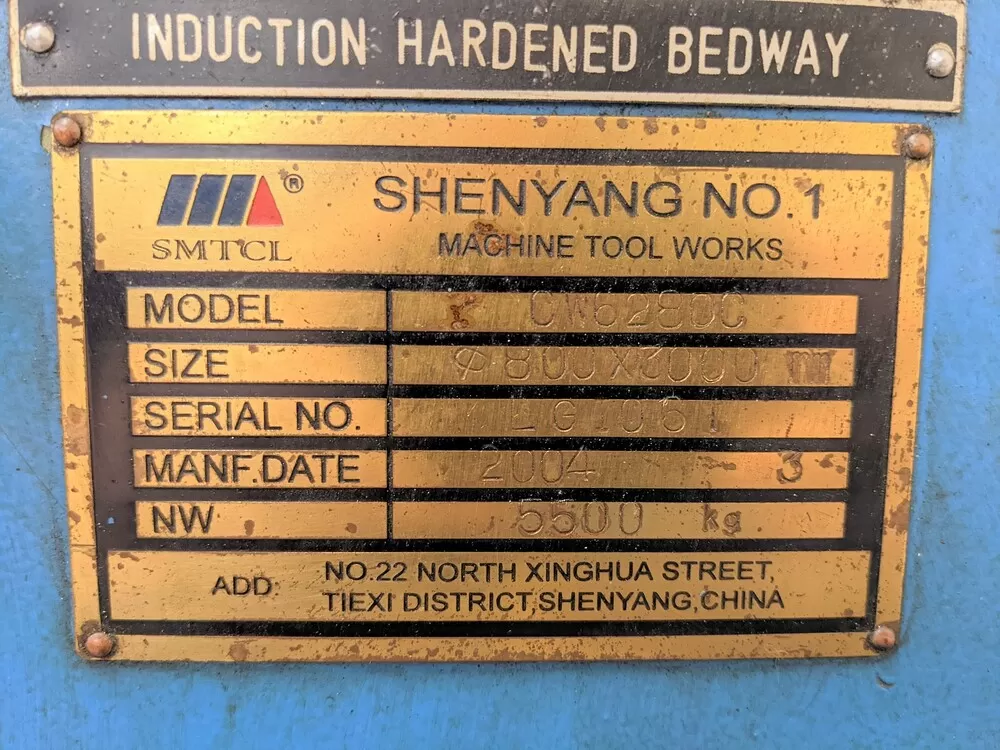 INDUCTION HARDENED BEDWAY
SMTCL ®
SHENYANG NO.1
MACHINE TOOL WORKS
MODEL CW6280C
SIZE Φ 800X2000 mm
SERIAL NO.
MANF.DATE 2004 3
NW 5500 kg
ADD NO.22 NORTH XINGHUA STREET,
TIEXI DISTRICT,SHENYANG,CHINA